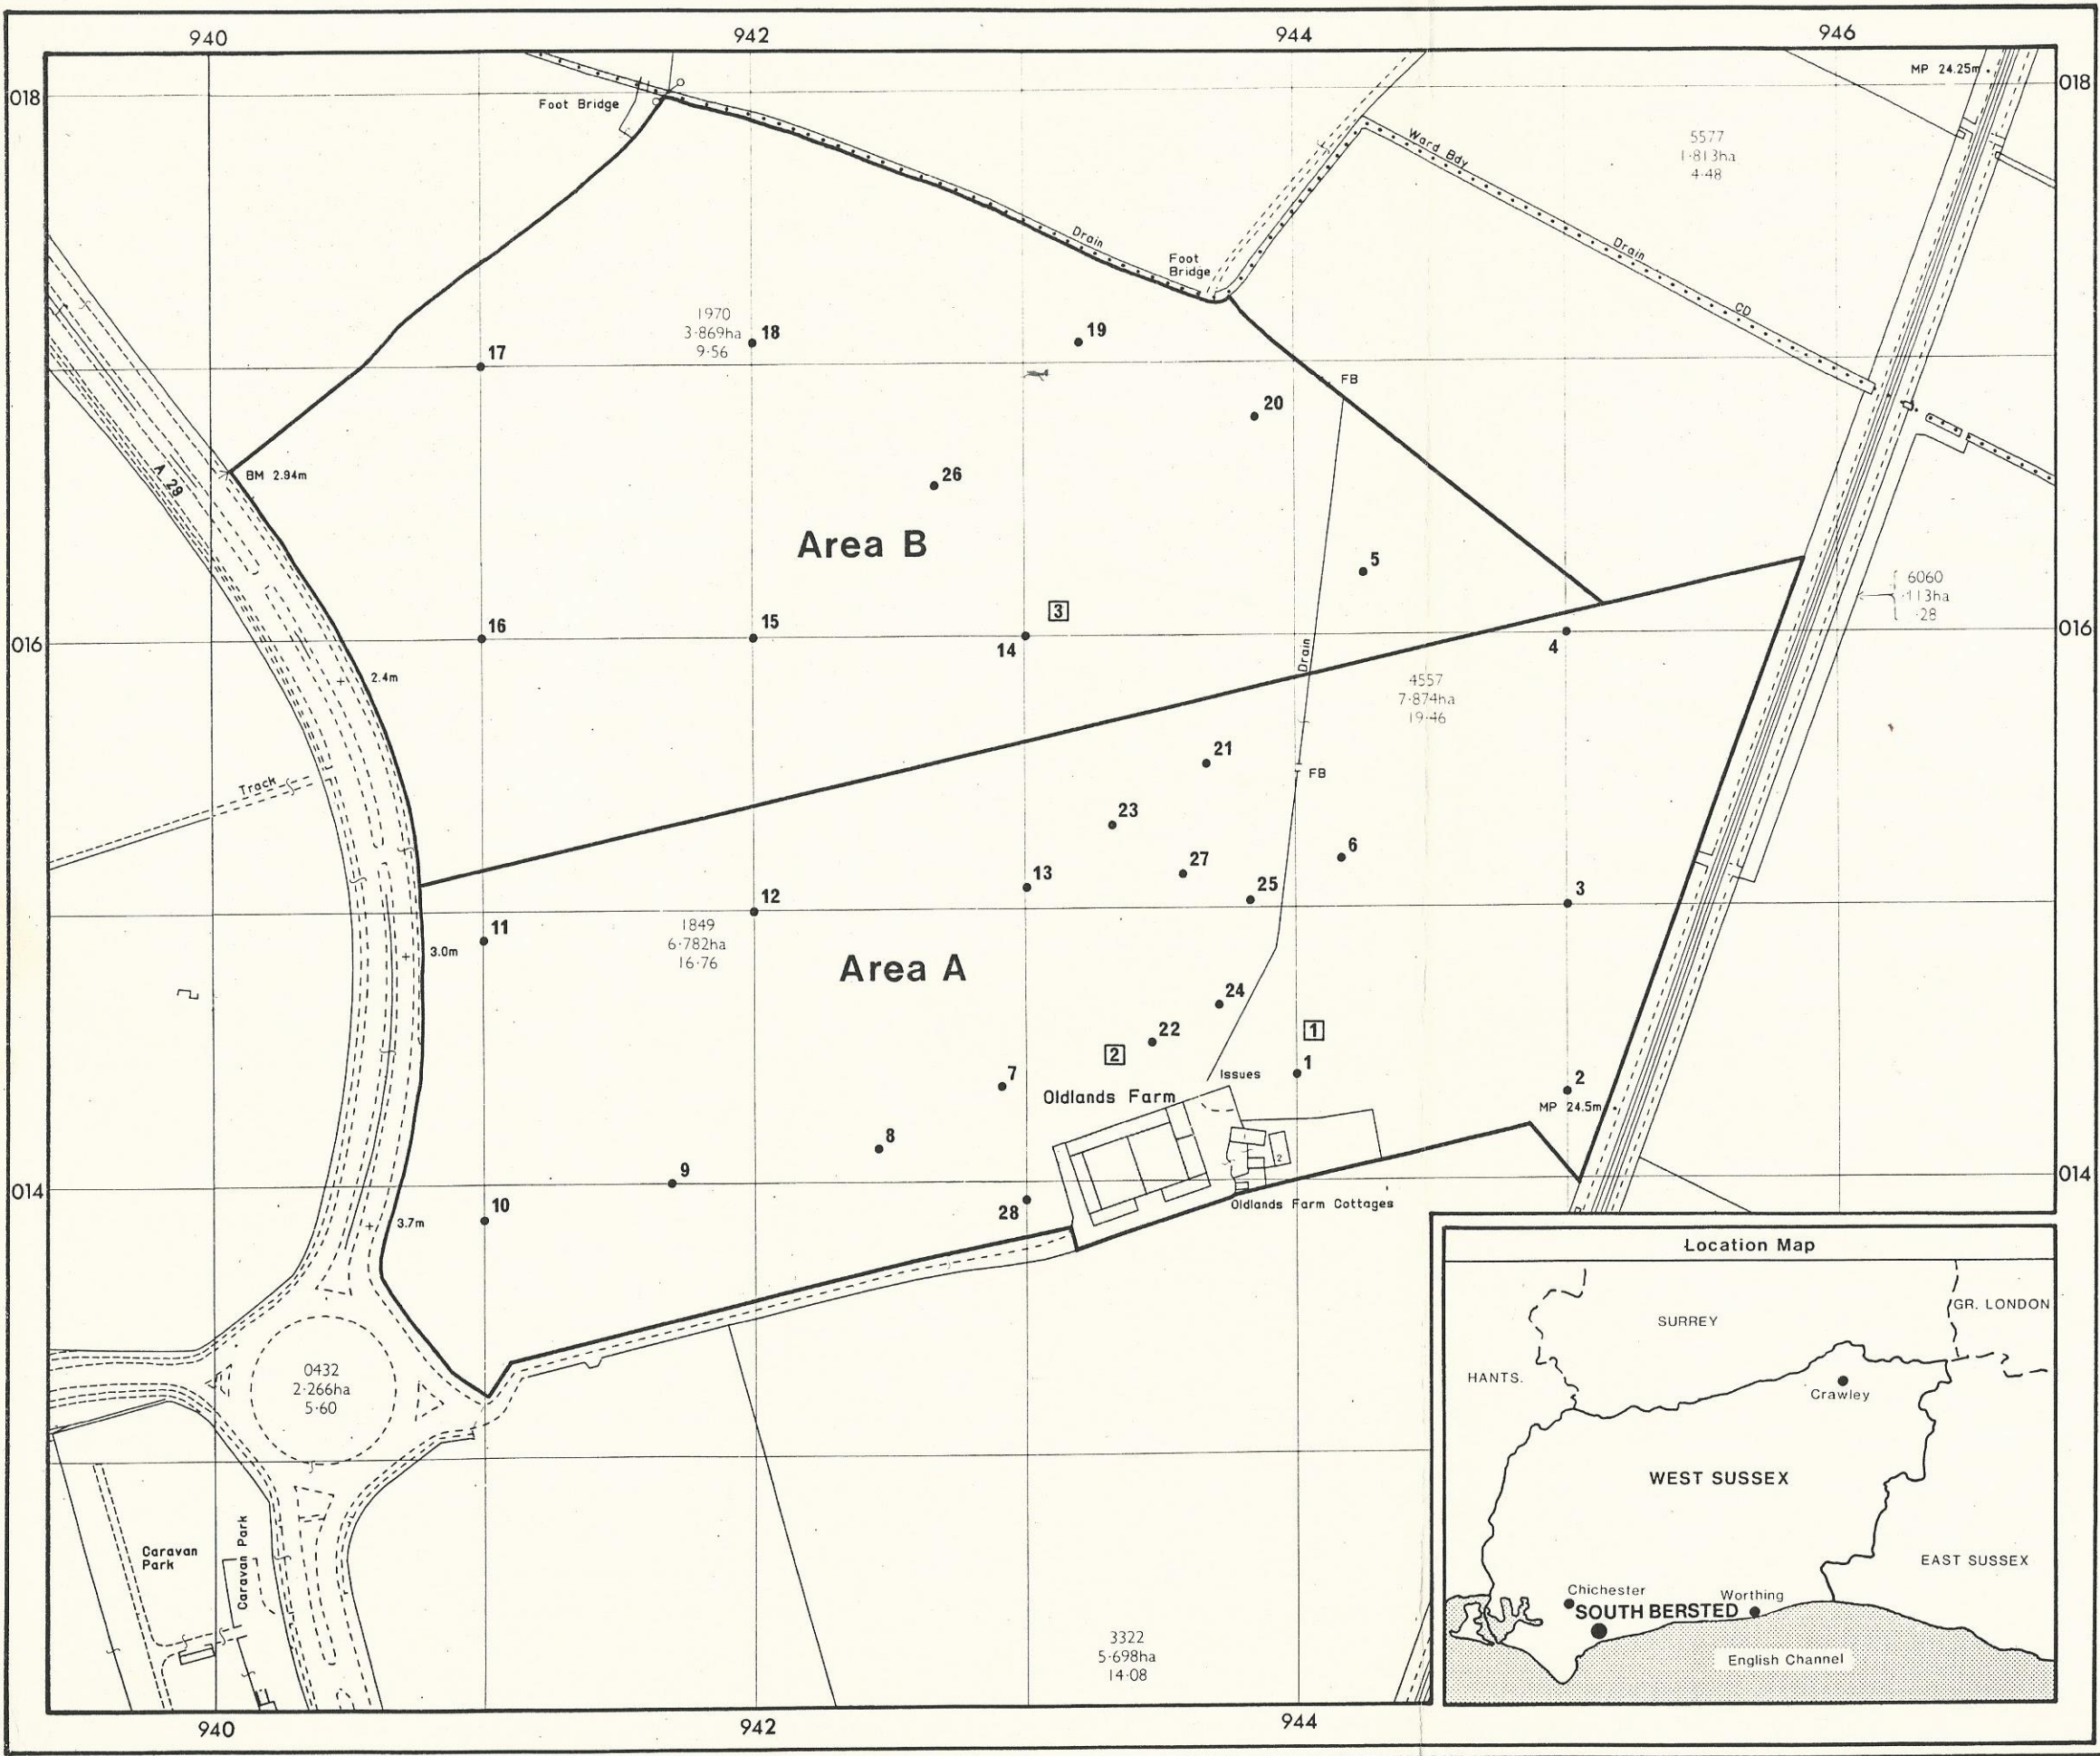 940
942
944
946
018
MP 24.25m
018
Foot Bridge
Ward Bdy
5577
1·813ha
4·48
Drain
Foot
Bridge
Drain
CD
1970
3·869ha
9·56
18
19
17
FB
20
A 29
BM 2.94m
26
Area B
5
6060
·113ha
·28
3
016
16
15
14
4
016
Drain
2.4m
4557
7·874ha
19·46
21
FB
Track
23
6
27
13
25
3
12
11
1849
6·782ha
16·76
3.0m
Area A
24
22
1
2
1
7
Issues
2
Oldlands Farm
MP 24.5m
8
2
9
014
014
10
28
Oldlands Farm Cottages
3.7m
Location Map
SURREY
GR. LONDON
HANTS.
Crawley
0432
2·266ha
5·60
WEST SUSSEX
Caravan
Park
Caravan Park
EAST SUSSEX
Chichester
Worthing
SOUTH BERSTED
English Channel
3322
5·698ha
14·08
940
942
944